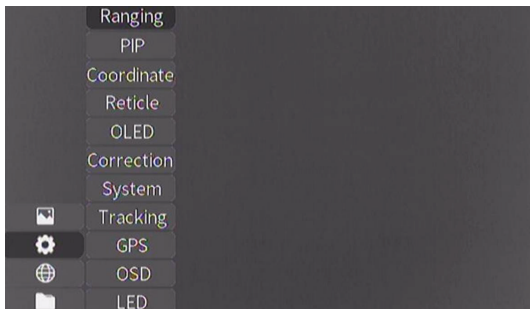 Ranging
PIP
Coordinate
Reticle
OLED
Correction
System
Tracking
GPS
OSD
LED